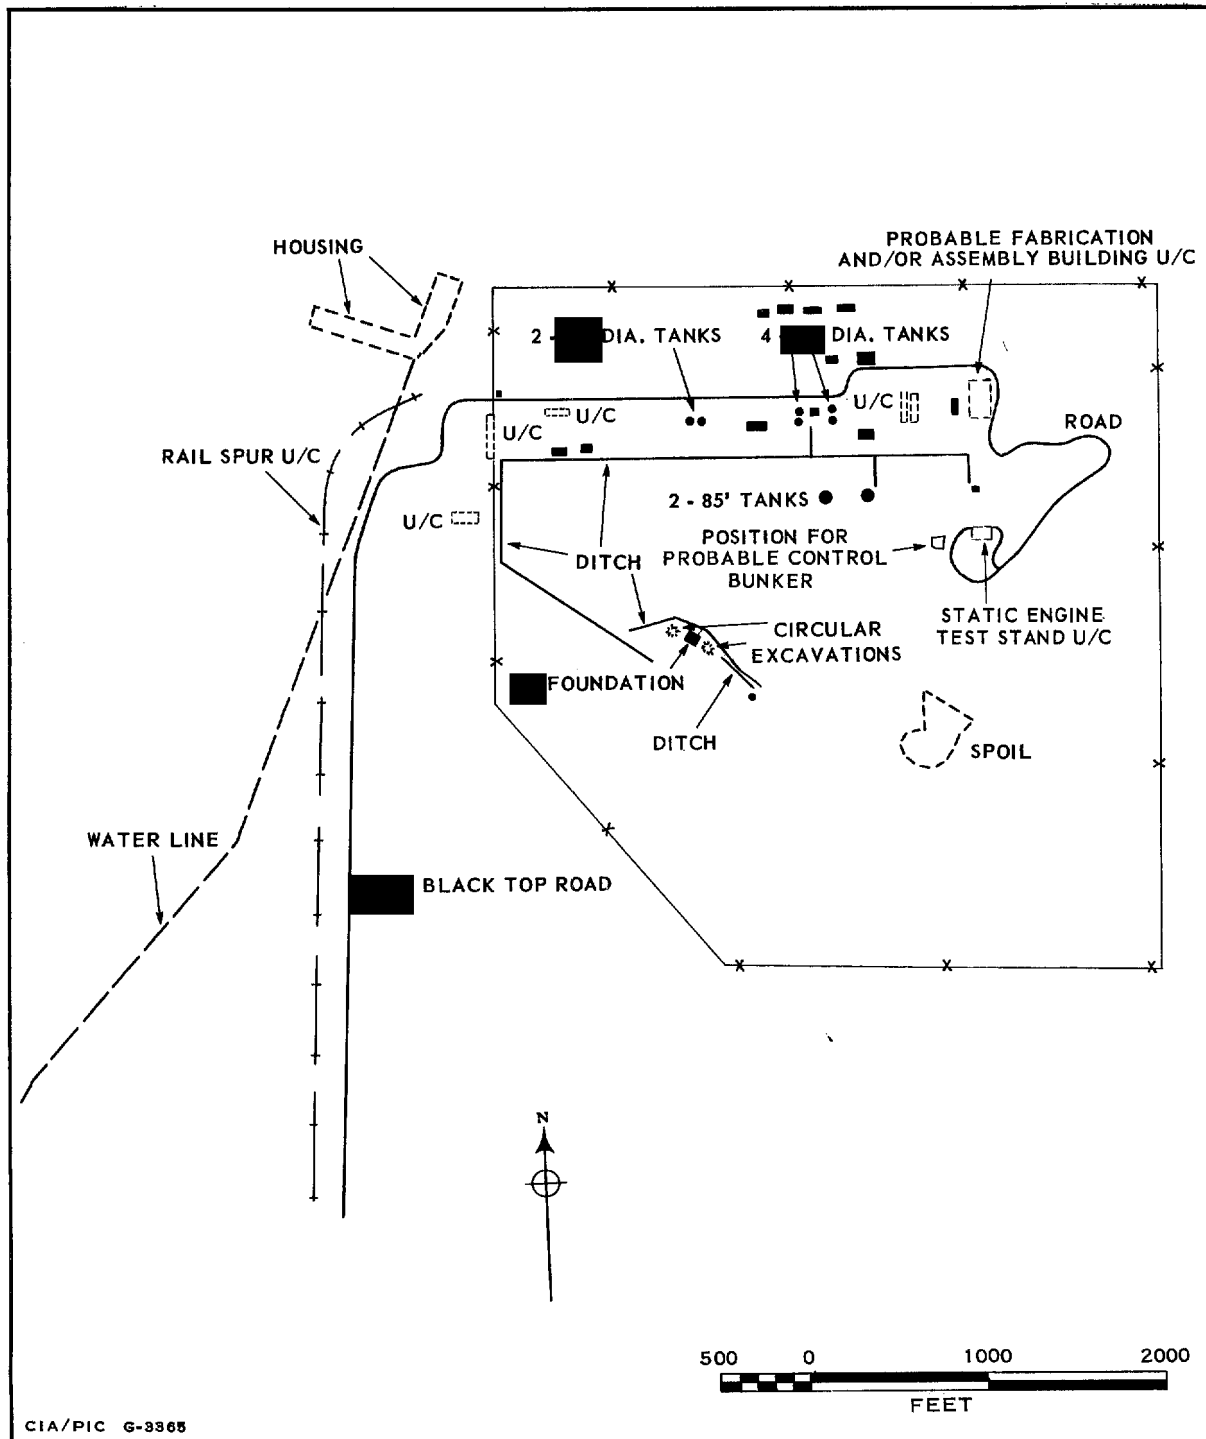 HOUSING
PROBABLE FABRICATION
AND/OR ASSEMBLY BUILDING U/C
2 - DIA. TANKS
4 DIA. TANKS
U/C
U/C
U/C
ROAD
RAIL SPUR U/C
2 - 85' TANKS
U/C
POSITION FOR
PROBABLE CONTROL
BUNKER
DITCH
STATIC ENGINE
TEST STAND U/C
CIRCULAR
EXCAVATIONS
FOUNDATION
DITCH
SPOIL
WATER LINE
BLACK TOP ROAD
N
500 0 1000 2000
FEET
CIA/PIC G-3365